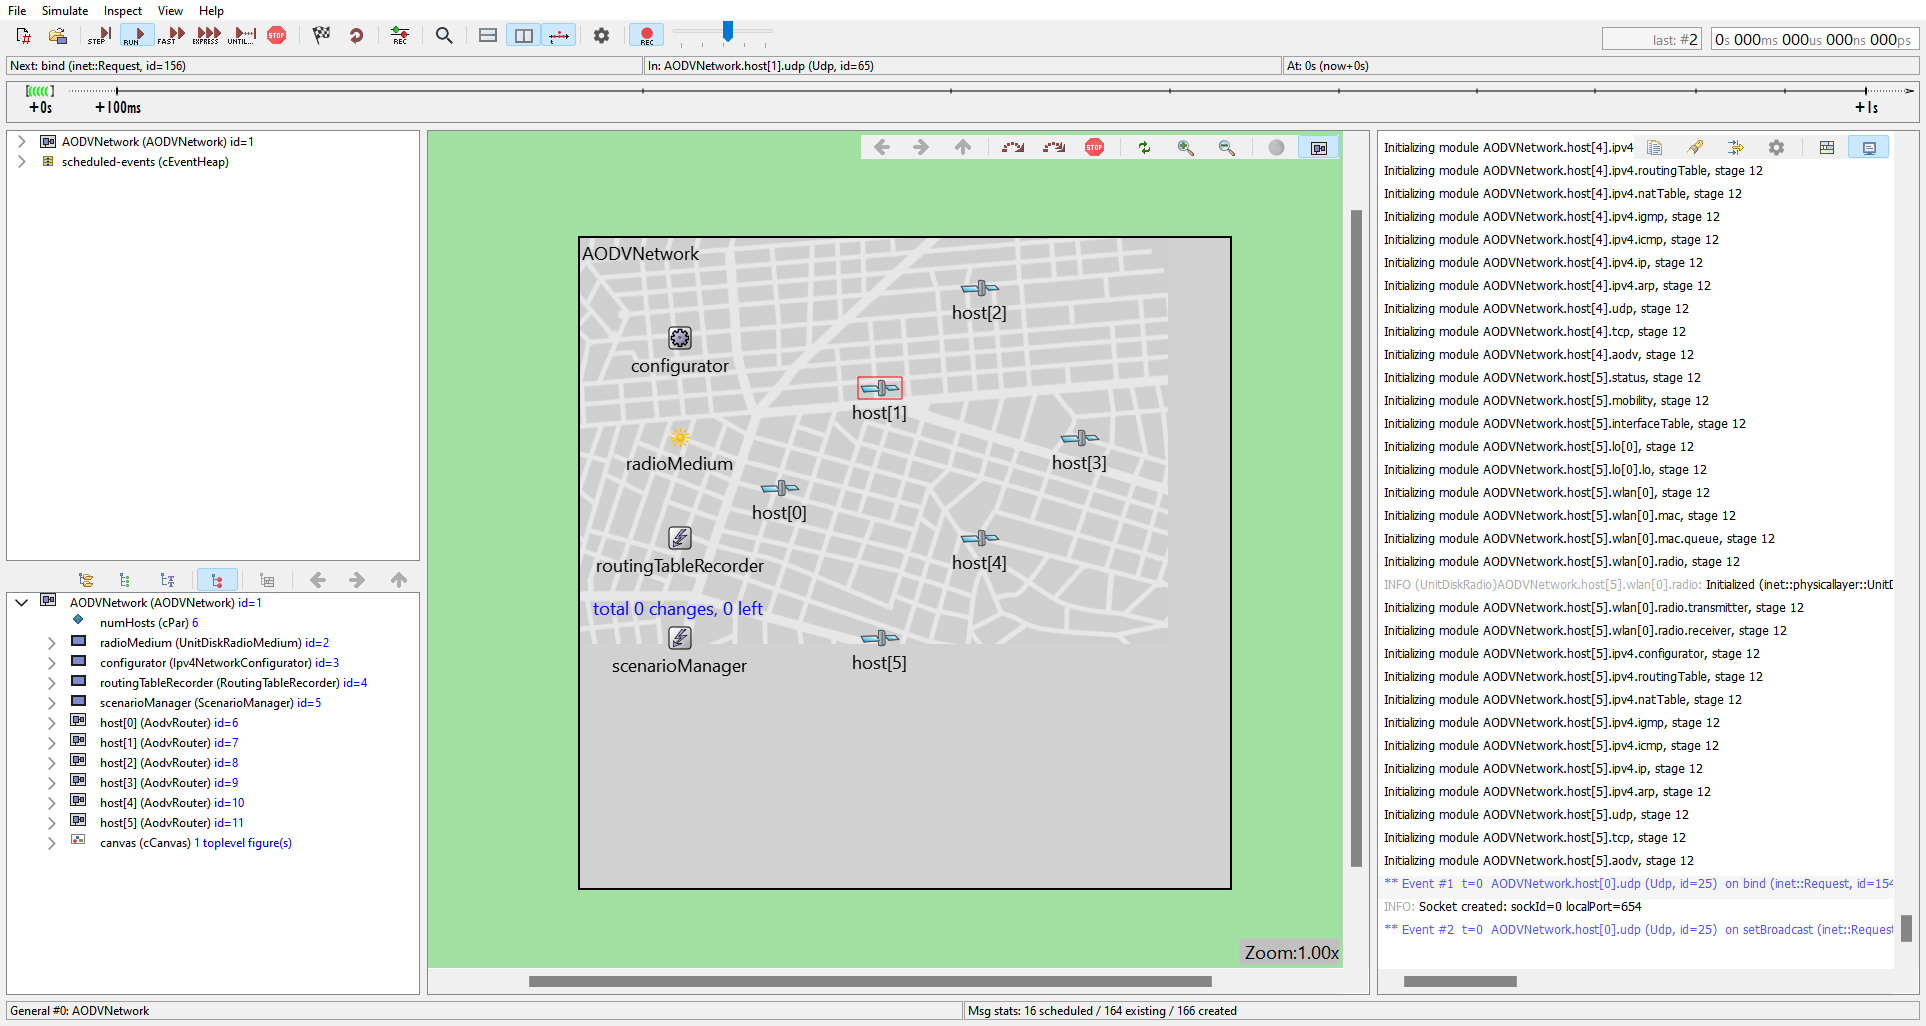 File Simulate Inspect View Help
STEP RUN FAST EXPRESS UNTIL... STOP REC REC
last: #2 0s 000ms 000us 000ns 000ps
Next: bind (inet::Request, id=156) In: AODVNetwork.host[1].udp (Udp, id=65) At: 0s (now+0s)
+0s +100ms +1s
AODVNetwork (AODVNetwork) id=1
scheduled-events (cEventHeap)
AODVNetwork (AODVNetwork) id=1
numHosts (cPar) 6
radioMedium (UnitDiskRadioMedium) id=2
configurator (Ipv4NetworkConfigurator) id=3
routingTableRecorder (RoutingTableRecorder) id=4
scenarioManager (ScenarioManager) id=5
host[0] (AodvRouter) id=6
host[1] (AodvRouter) id=7
host[2] (AodvRouter) id=8
host[3] (AodvRouter) id=9
host[4] (AodvRouter) id=10
host[5] (AodvRouter) id=11
canvas (cCanvas) 1 toplevel figure(s)
STOP
AODVNetwork
host[2]
configurator
host[1]
radioMedium
host[3]
host[0]
routingTableRecorder
host[4]
total 0 changes, 0 left
scenarioManager
host[5]
Zoom:1.00x
Initializing module AODVNetwork.host[4].ipv4
Initializing module AODVNetwork.host[4].ipv4.routingTable, stage 12
Initializing module AODVNetwork.host[4].ipv4.natTable, stage 12
Initializing module AODVNetwork.host[4].ipv4.igmp, stage 12
Initializing module AODVNetwork.host[4].ipv4.icmp, stage 12
Initializing module AODVNetwork.host[4].ipv4.ip, stage 12
Initializing module AODVNetwork.host[4].ipv4.arp, stage 12
Initializing module AODVNetwork.host[4].udp, stage 12
Initializing module AODVNetwork.host[4].tcp, stage 12
Initializing module AODVNetwork.host[4].aodv, stage 12
Initializing module AODVNetwork.host[5].status, stage 12
Initializing module AODVNetwork.host[5].mobility, stage 12
Initializing module AODVNetwork.host[5].interfaceTable, stage 12
Initializing module AODVNetwork.host[5].lo[0], stage 12
Initializing module AODVNetwork.host[5].lo[0].lo, stage 12
Initializing module AODVNetwork.host[5].wlan[0], stage 12
Initializing module AODVNetwork.host[5].wlan[0].mac, stage 12
Initializing module AODVNetwork.host[5].wlan[0].mac.queue, stage 12
Initializing module AODVNetwork.host[5].wlan[0].radio, stage 12
INFO (UnitDiskRadio)AODVNetwork.host[5].wlan[0].radio: Initialized (inet::physicallayer::UnitD
Initializing module AODVNetwork.host[5].wlan[0].radio.transmitter, stage 12
Initializing module AODVNetwork.host[5].wlan[0].radio.receiver, stage 12
Initializing module AODVNetwork.host[5].ipv4.configurator, stage 12
Initializing module AODVNetwork.host[5].ipv4.routingTable, stage 12
Initializing module AODVNetwork.host[5].ipv4.natTable, stage 12
Initializing module AODVNetwork.host[5].ipv4.igmp, stage 12
Initializing module AODVNetwork.host[5].ipv4.icmp, stage 12
Initializing module AODVNetwork.host[5].ipv4.ip, stage 12
Initializing module AODVNetwork.host[5].ipv4.arp, stage 12
Initializing module AODVNetwork.host[5].udp, stage 12
Initializing module AODVNetwork.host[5].tcp, stage 12
Initializing module AODVNetwork.host[5].aodv, stage 12
** Event #1 t=0 AODVNetwork.host[0].udp (Udp, id=25) on bind (inet::Request, id=154
INFO: Socket created: sockId=0 localPort=654
** Event #2 t=0 AODVNetwork.host[0].udp (Udp, id=25) on setBroadcast (inet::Request
General #0: AODVNetwork Msg stats: 16 scheduled / 164 existing / 166 created